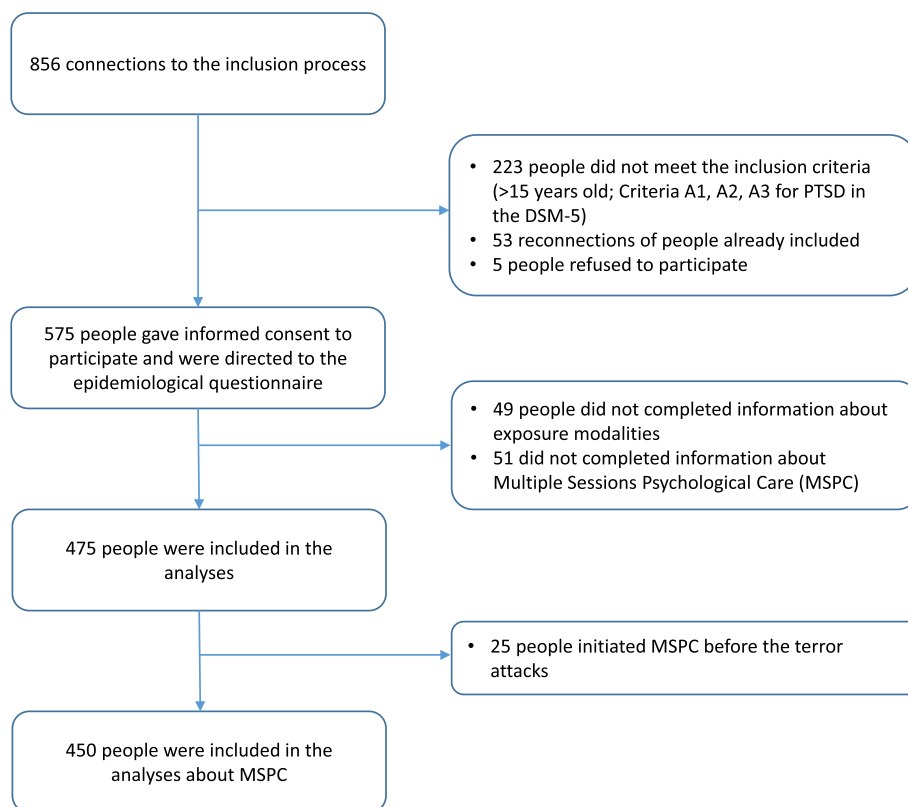 856 connections to the inclusion process
• 223 people did not meet the inclusion criteria
(>15 years old; Criteria A1, A2, A3 for PTSD in
the DSM-5)
• 53 reconnections of people already included
• 5 people refused to participate
575 people gave informed consent to
participate and were directed to the
epidemiological questionnaire
• 49 people did not completed information about
exposure modalities
• 51 did not completed information about
Multiple Sessions Psychological Care (MSPC)
475 people were included in the
analyses
• 25 people initiated MSPC before the terror
attacks
450 people were included in the
analyses about MSPC